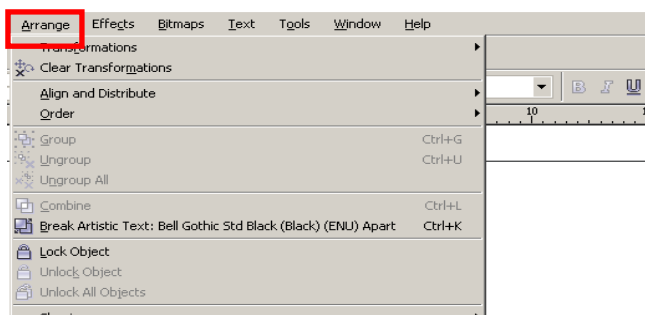 Arrange Effects Bitmaps Text Tools Window Help
Transformations
Clear Transformations
Align and Distribute
Order
B I U
10
Group Ctrl+G
Ungroup Ctrl+U
Ungroup All
Combine Ctrl+L
Break Artistic Text: Bell Gothic Std Black (Black) (ENU) Apart Ctrl+K
Lock Object
Unlock Object
Unlock All Objects